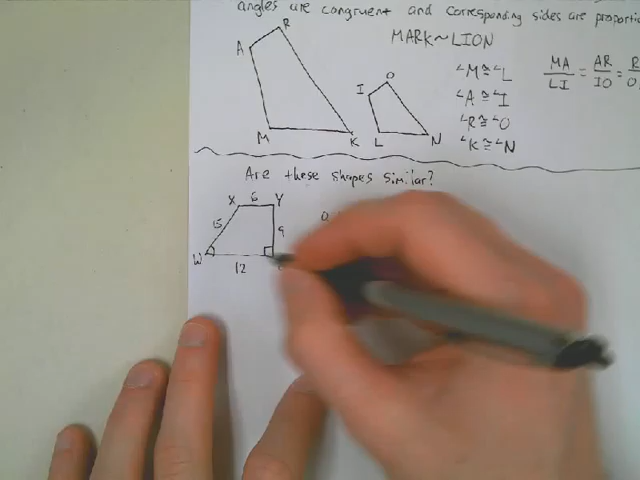 angles are congruent and corresponding sides are
MARK~LION
R
A
M
K
O
I
L
N
∠M≅∠L
∠A≅∠I
∠R≅∠O
∠K≅∠N
MA/LI = AR/IO =
Are these shapes similar?
X 6 Y
15
9
W
12